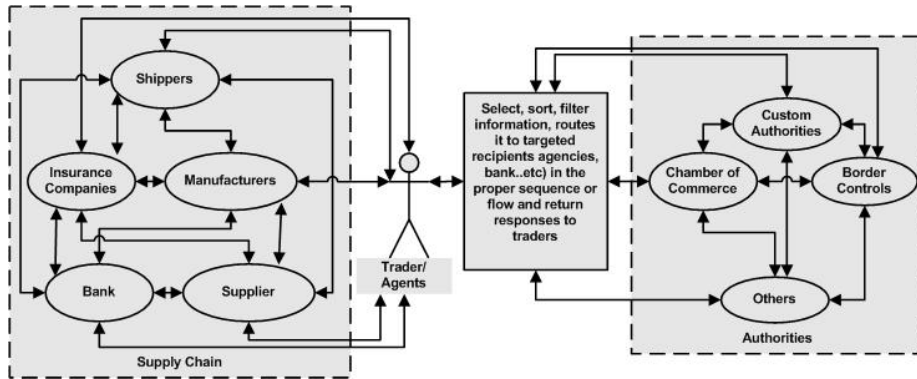 Shippers
Insurance
Companies
Manufacturers
Bank
Supplier
Supply Chain
Trader/
Agents
Select, sort, filter
information, routes
it to targeted
recipients agencies,
bank..etc) in the
proper sequence or
flow and return
responses to
traders
Custom
Authorities
Chamber of
Commerce
Border
Controls
Others
Authorities